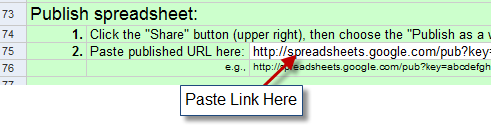 73 Publish spreadsheet:
74 1. Click the "Share" button (upper right), then choose the "Publish as a
75 2. Paste published URL here: http://spreadsheets.google.com/pub?key=
76 e.g., http://spreadsheets.google.com/pub?key=abcdefgh
77
Paste Link Here